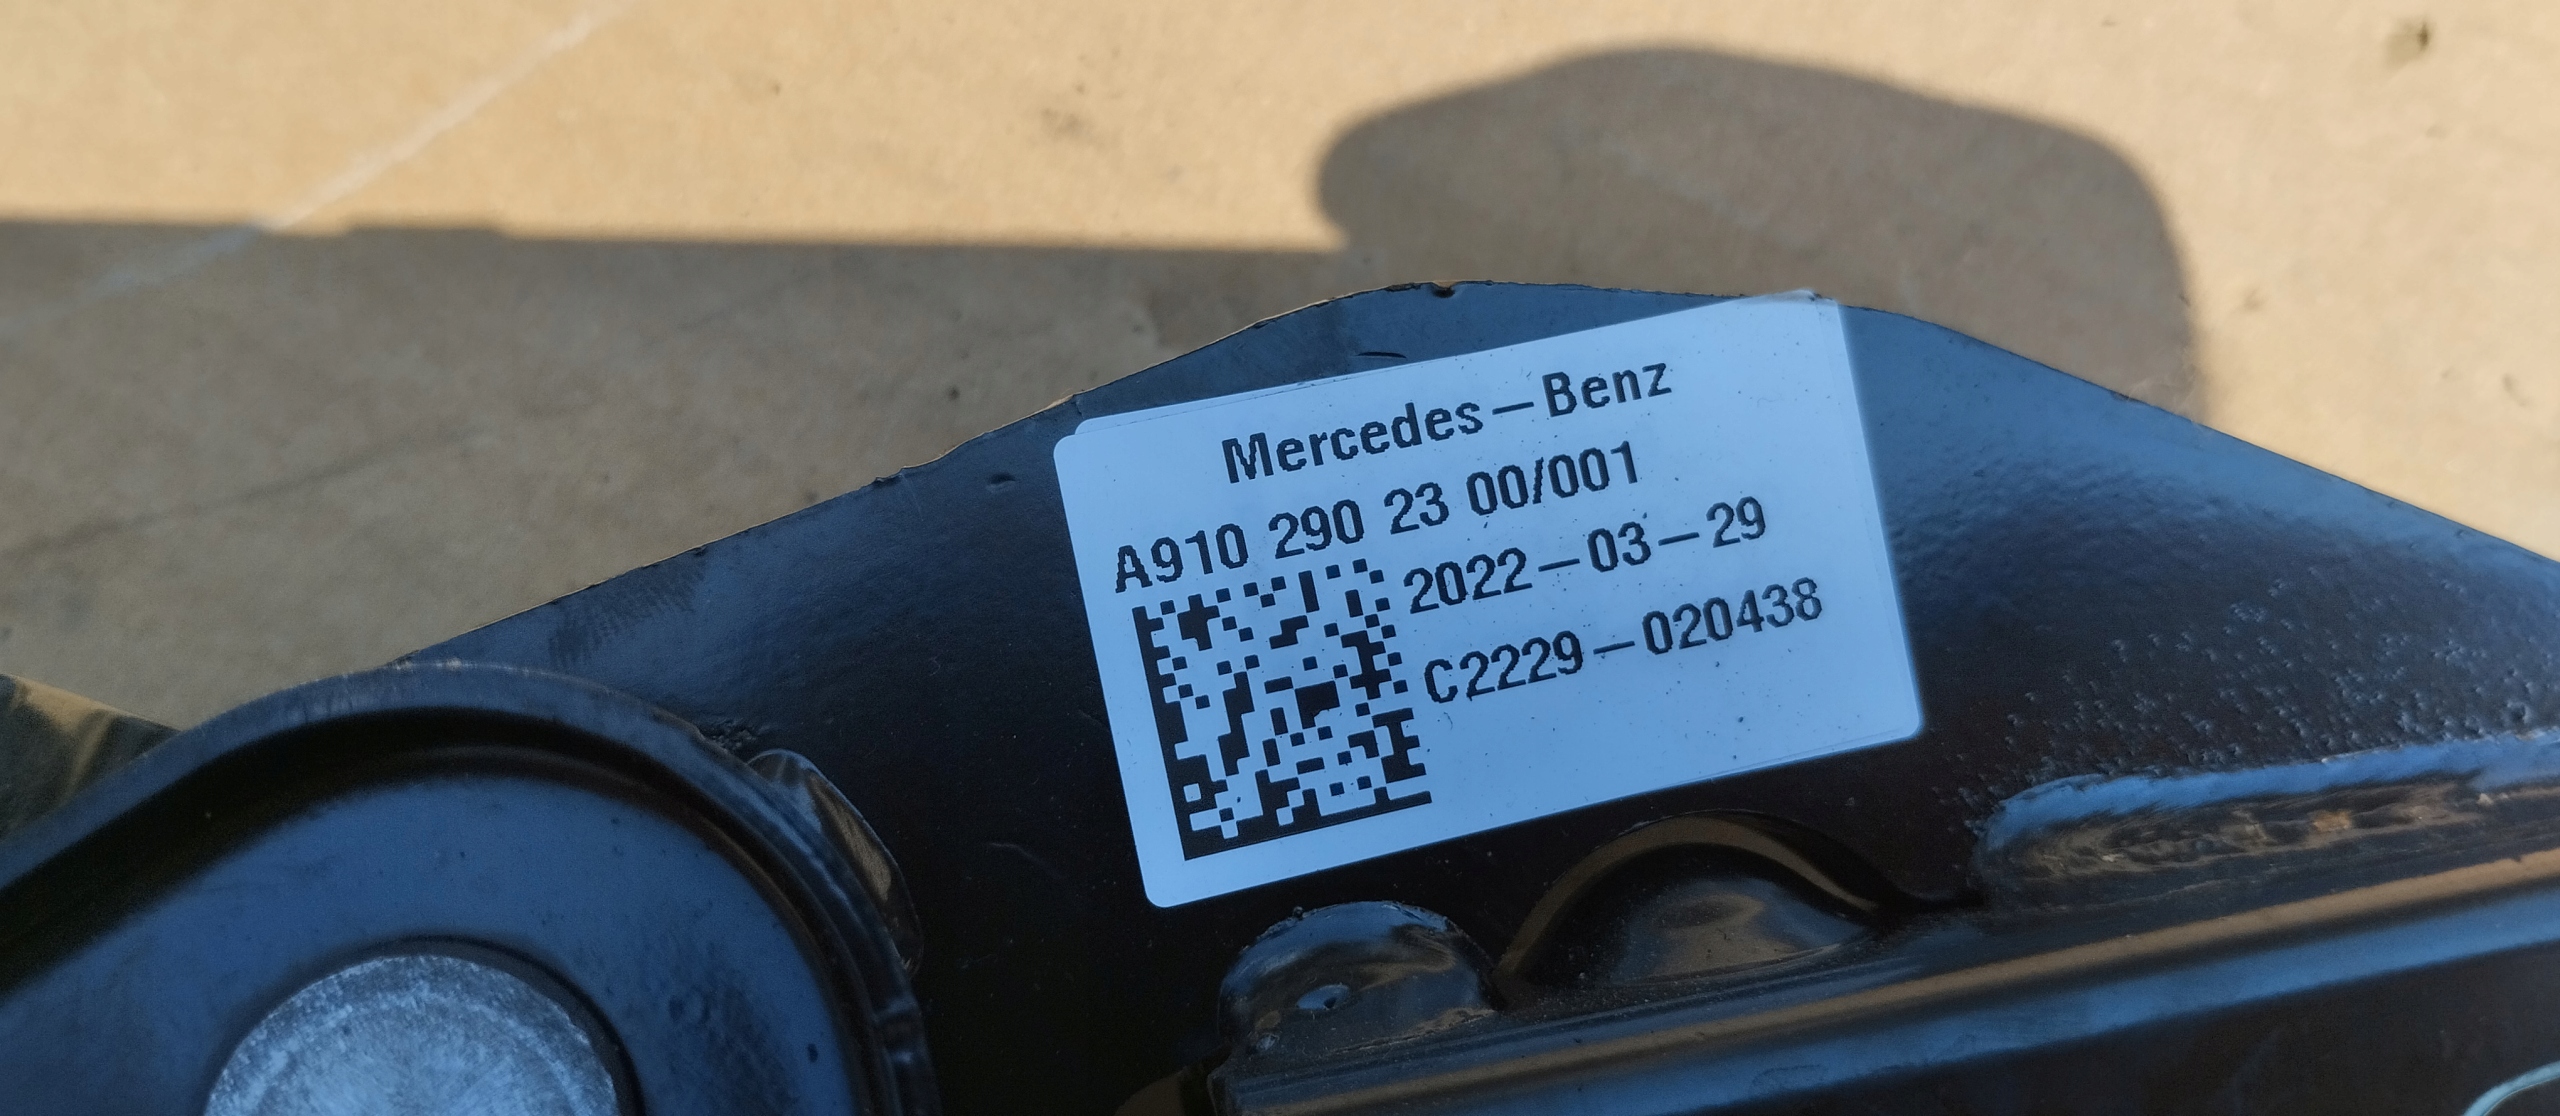 Mercedes-Benz
A910 290 23 00/001
2022-03-29
C2229-020438